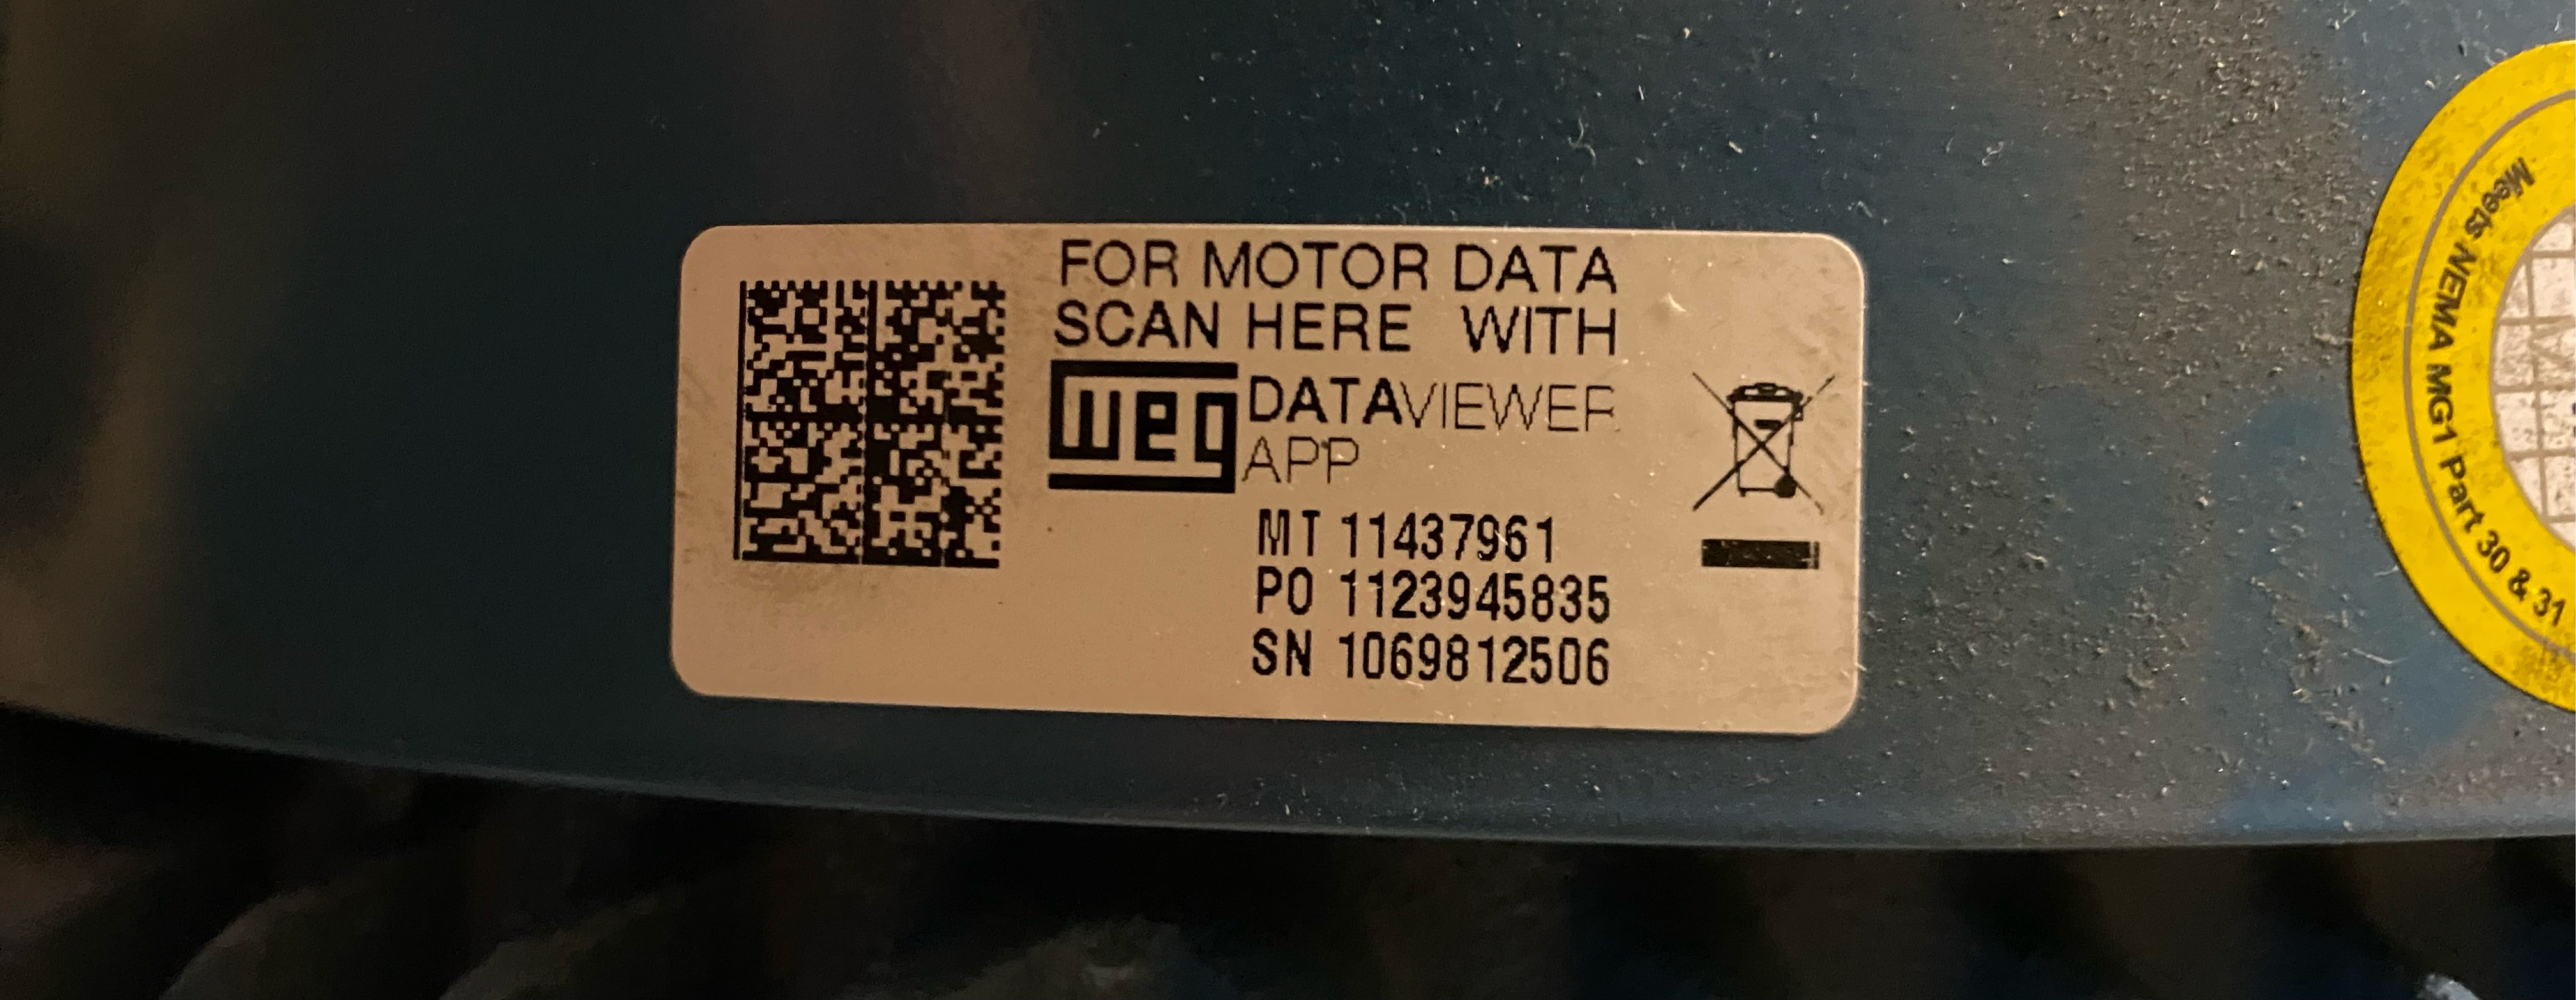 FOR MOTOR DATA
SCAN HERE WITH
weg DATAVIEWER
APP
MT 11437961
PO 1123945835
SN 1069812506
Meets NEMA MG1 Part 30 & 31